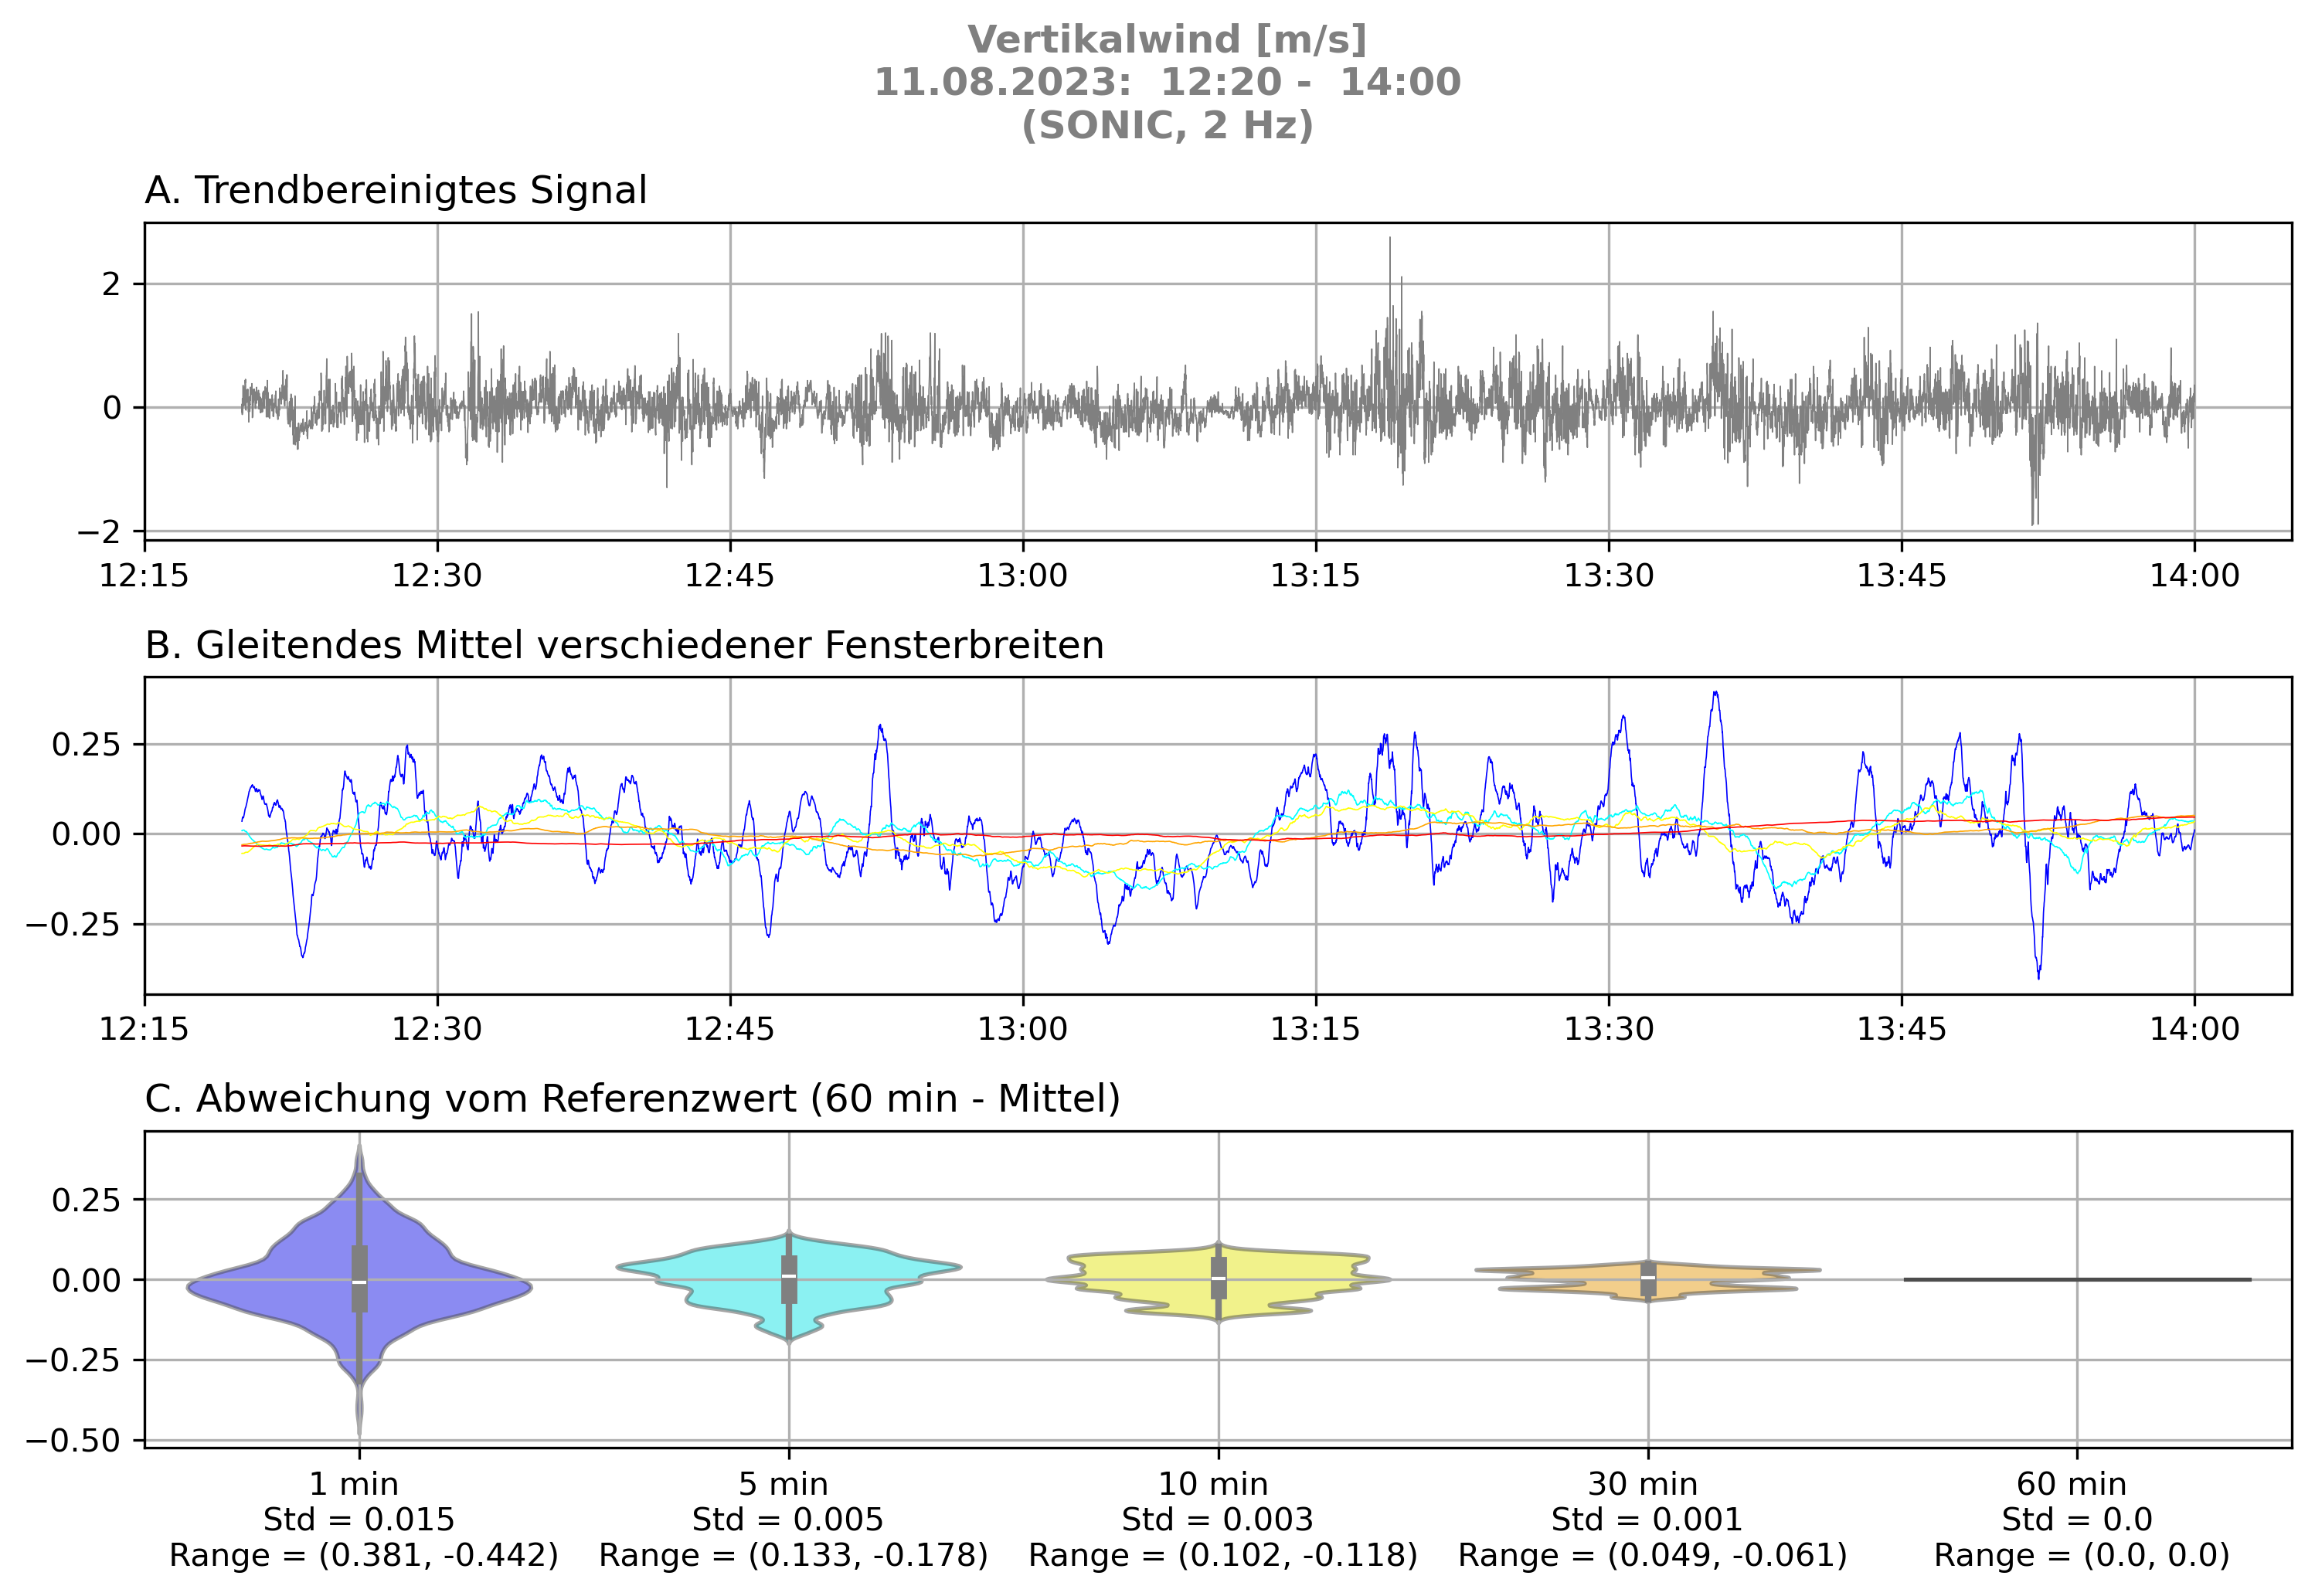 Vertikalwind [m/s]
11.08.2023:  12:20 -  14:00
(SONIC, 2 Hz)
A. Trendbereinigtes Signal
2
0
−2
12:15 12:30 12:45 13:00 13:15 13:30 13:45 14:00
B. Gleitendes Mittel verschiedener Fensterbreiten
0.25
0.00
−0.25
12:15 12:30 12:45 13:00 13:15 13:30 13:45 14:00
C. Abweichung vom Referenzwert (60 min - Mittel)
0.25
0.00
−0.25
−0.50
1 min 5 min 10 min 30 min 60 min
Std = 0.015 Std = 0.005 Std = 0.003 Std = 0.001 Std = 0.0
Range = (0.381, -0.442) Range = (0.133, -0.178) Range = (0.102, -0.118) Range = (0.049, -0.061) Range = (0.0, 0.0)